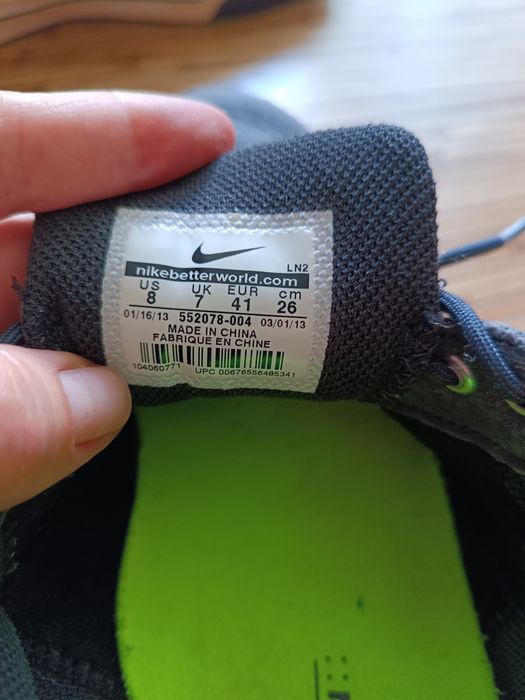 LN2
nikebetterworld.com
US UK EUR cm
8 7 41 26
01/16/13 552078-004 03/01/13
MADE IN CHINA
FABRIQUE EN CHINE
104060771 UPC 00676556485341